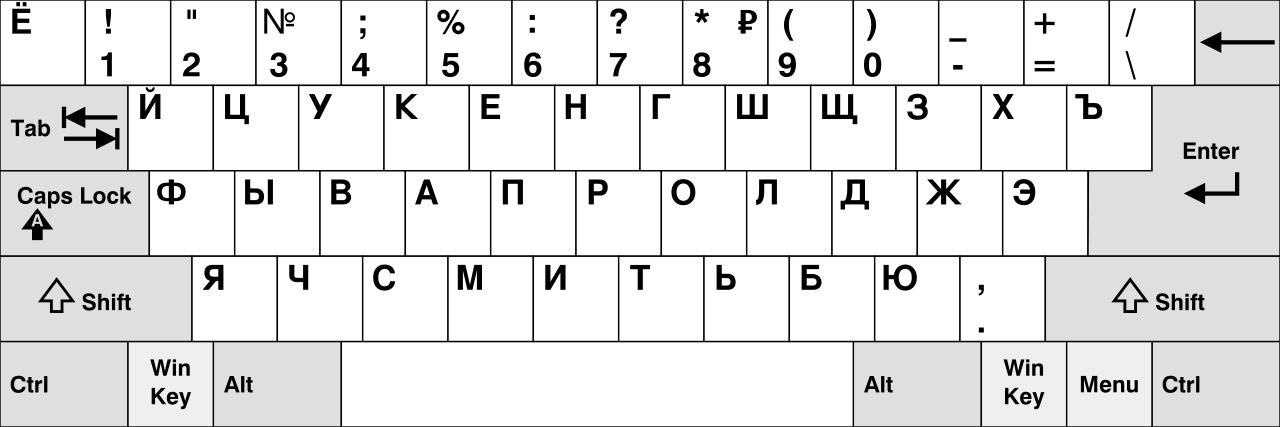 Ё ! " № ; % : ? * ₽ ( ) _ + /
1 2 3 4 5 6 7 8 9 0 - = \
Tab Й Ц У К Е Н Г Ш Щ З Х Ъ
Enter
Caps Lock Ф Ы В А П Р О Л Д Ж Э
A
Shift Я Ч С М И Т Ь Б Ю , Shift
.
Ctrl Win Key Alt Alt Win Key Menu Ctrl